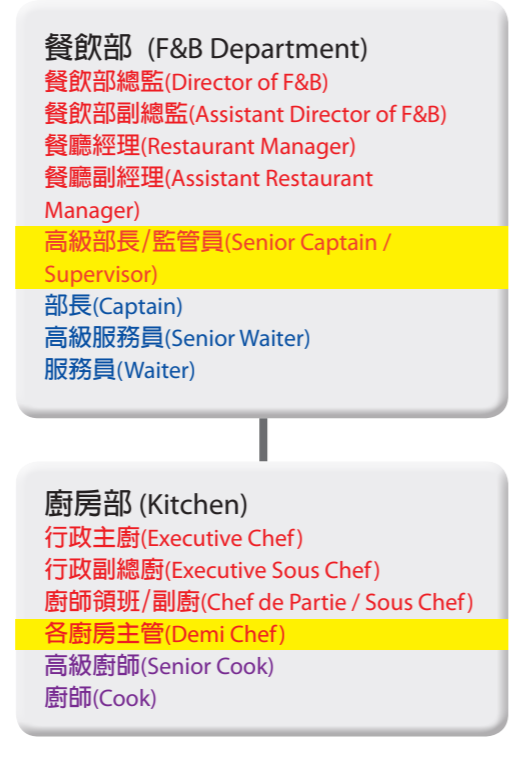 餐飲部 (F&B Department)
餐飲部總監(Director of F&B)
餐飲部副總監(Assistant Director of F&B)
餐廳經理(Restaurant Manager)
餐廳副經理(Assistant Restaurant
Manager)
高級部長/監管員(Senior Captain /
Supervisor)
部長(Captain)
高級服務員(Senior Waiter)
服務員(Waiter)
廚房部 (Kitchen)
行政主廚(Executive Chef)
行政副總廚(Executive Sous Chef)
廚師領班/副廚(Chef de Partie / Sous Chef)
各廚房主管(Demi Chef)
高級廚師(Senior Cook)
廚師(Cook)